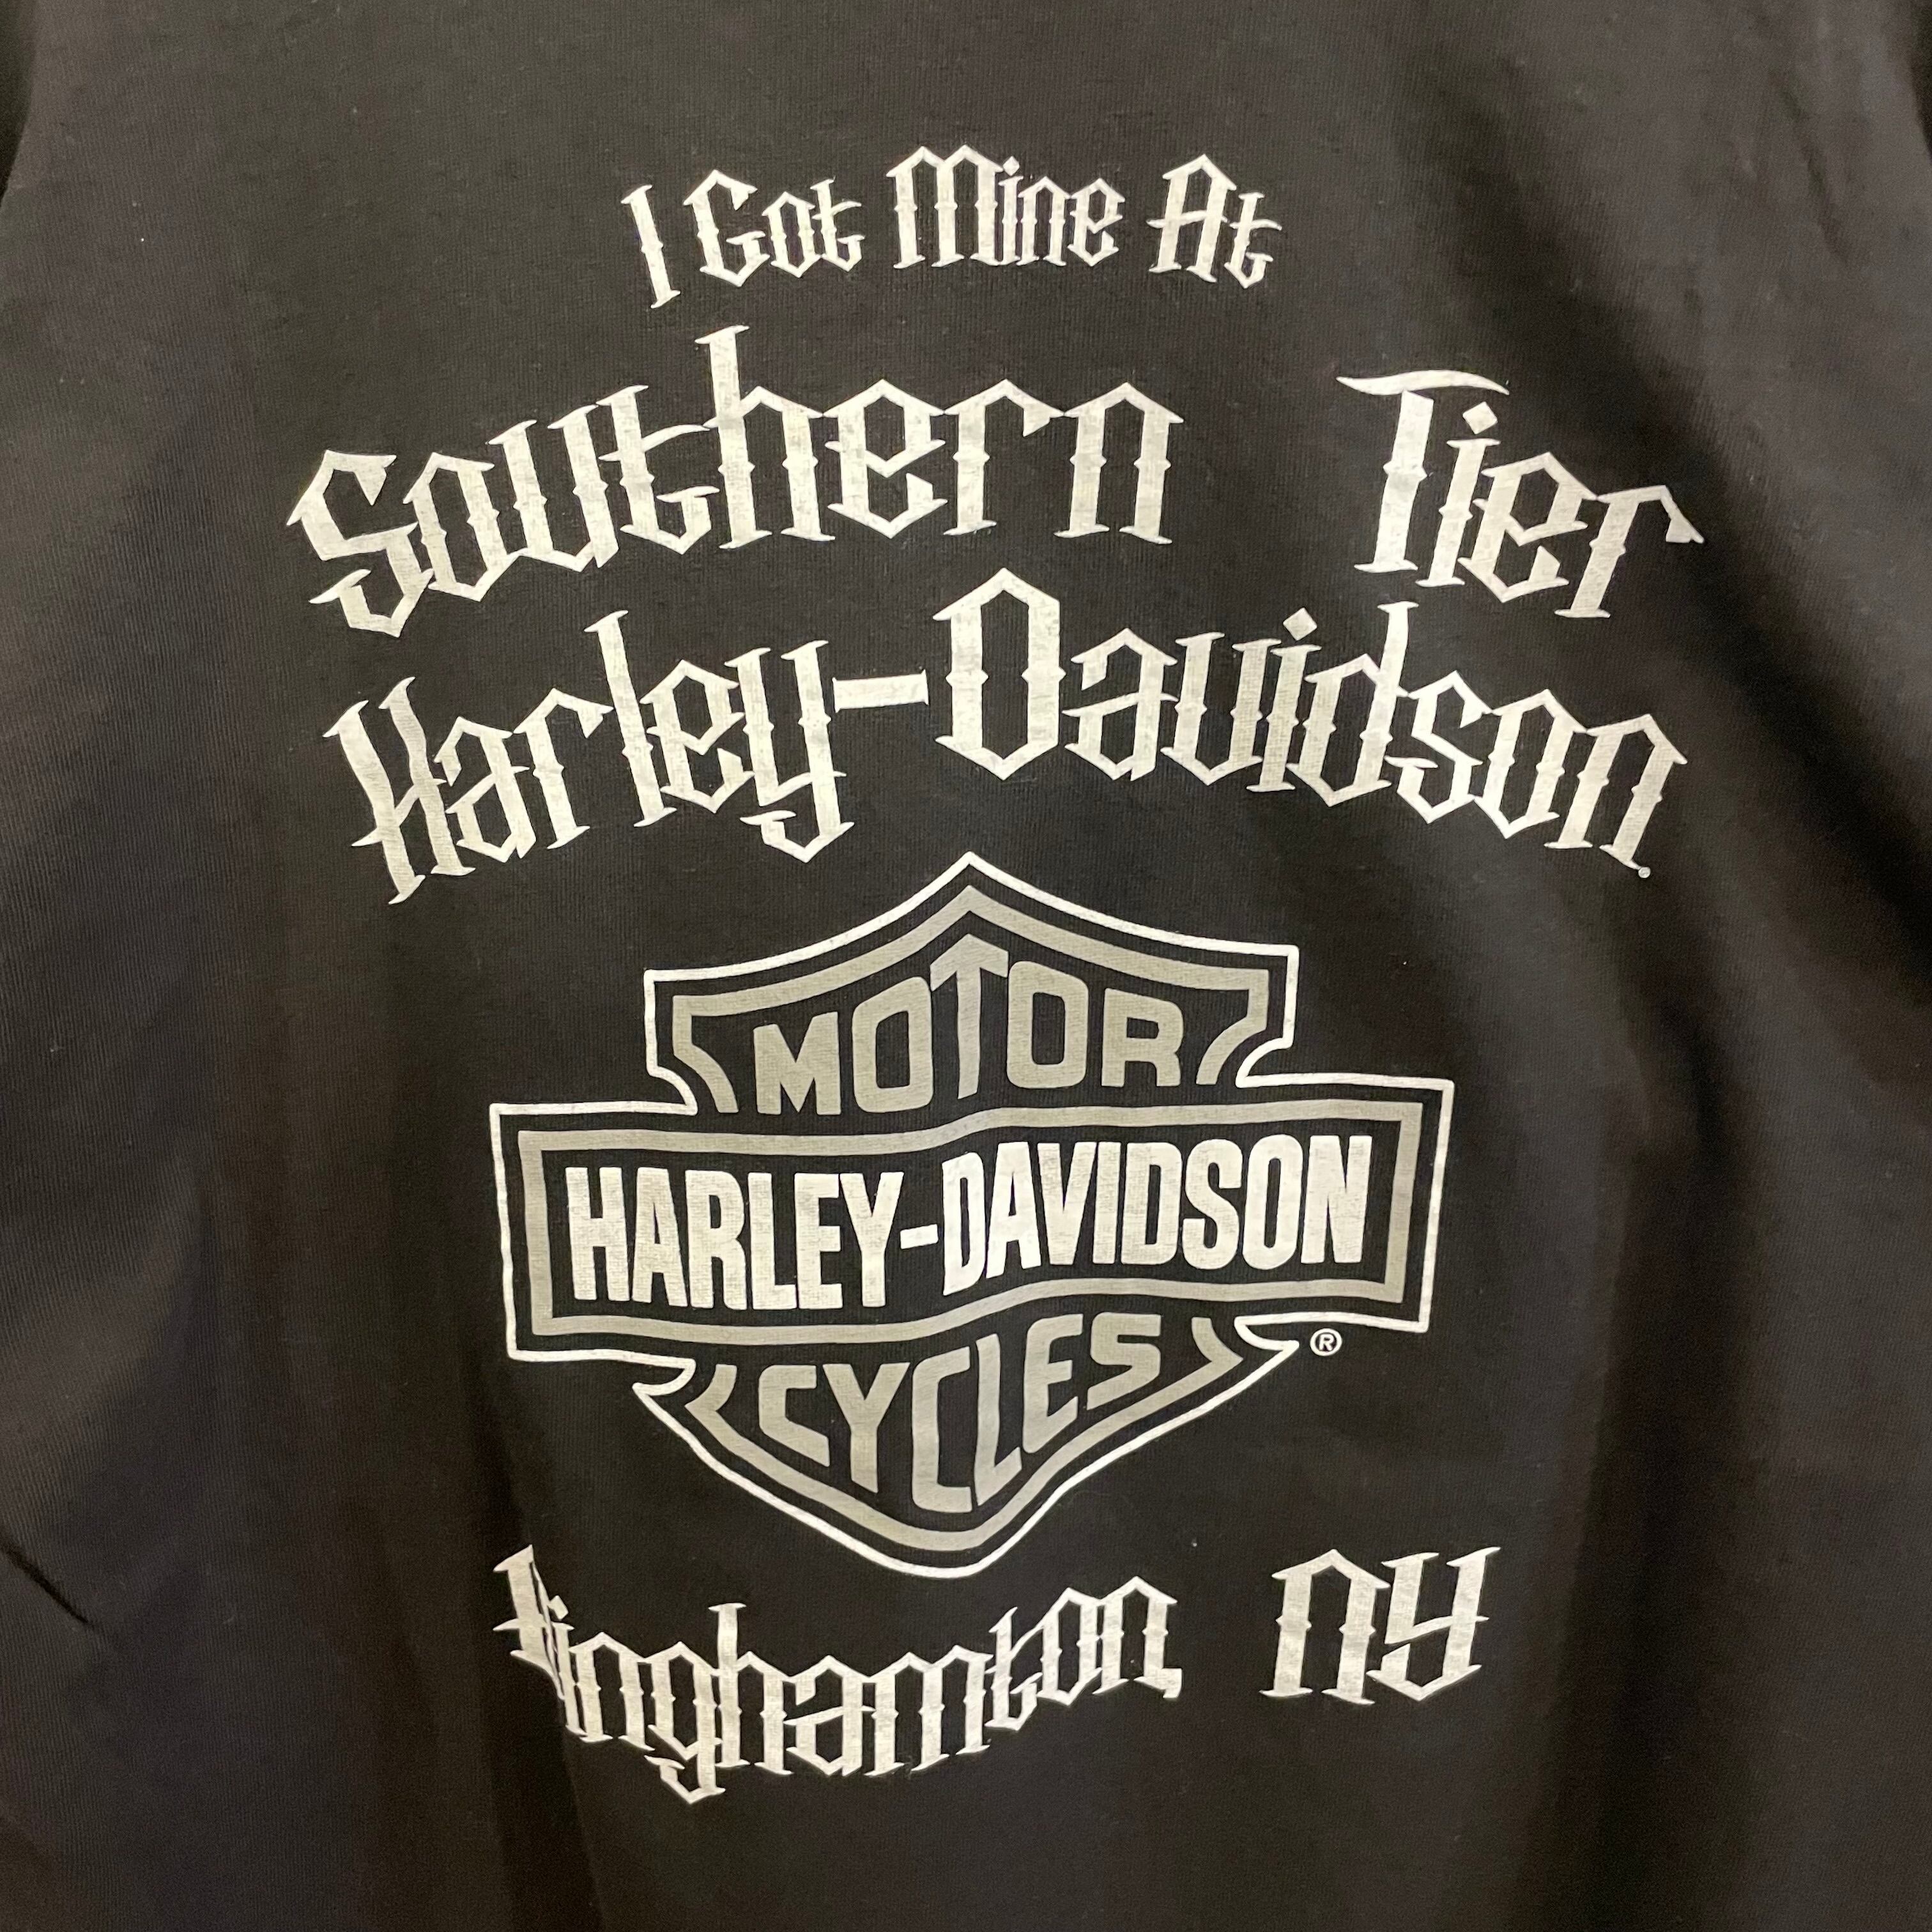 I Got Mine At
Southern Tier
Harley-Davidson.
MOTOR
HARLEY-DAVIDSON
CYCLES
®
Binghamton, NY